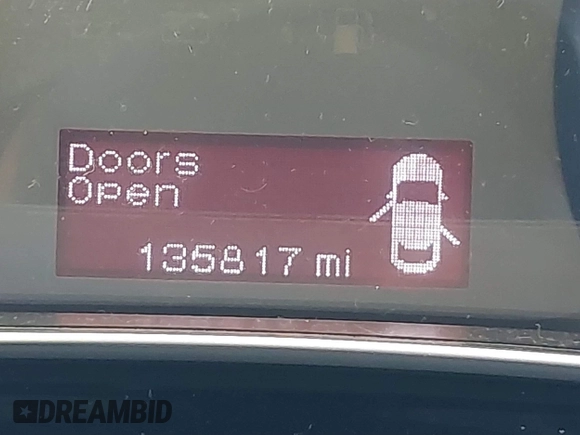 Doors
Open
135817 mi
DREAMBID